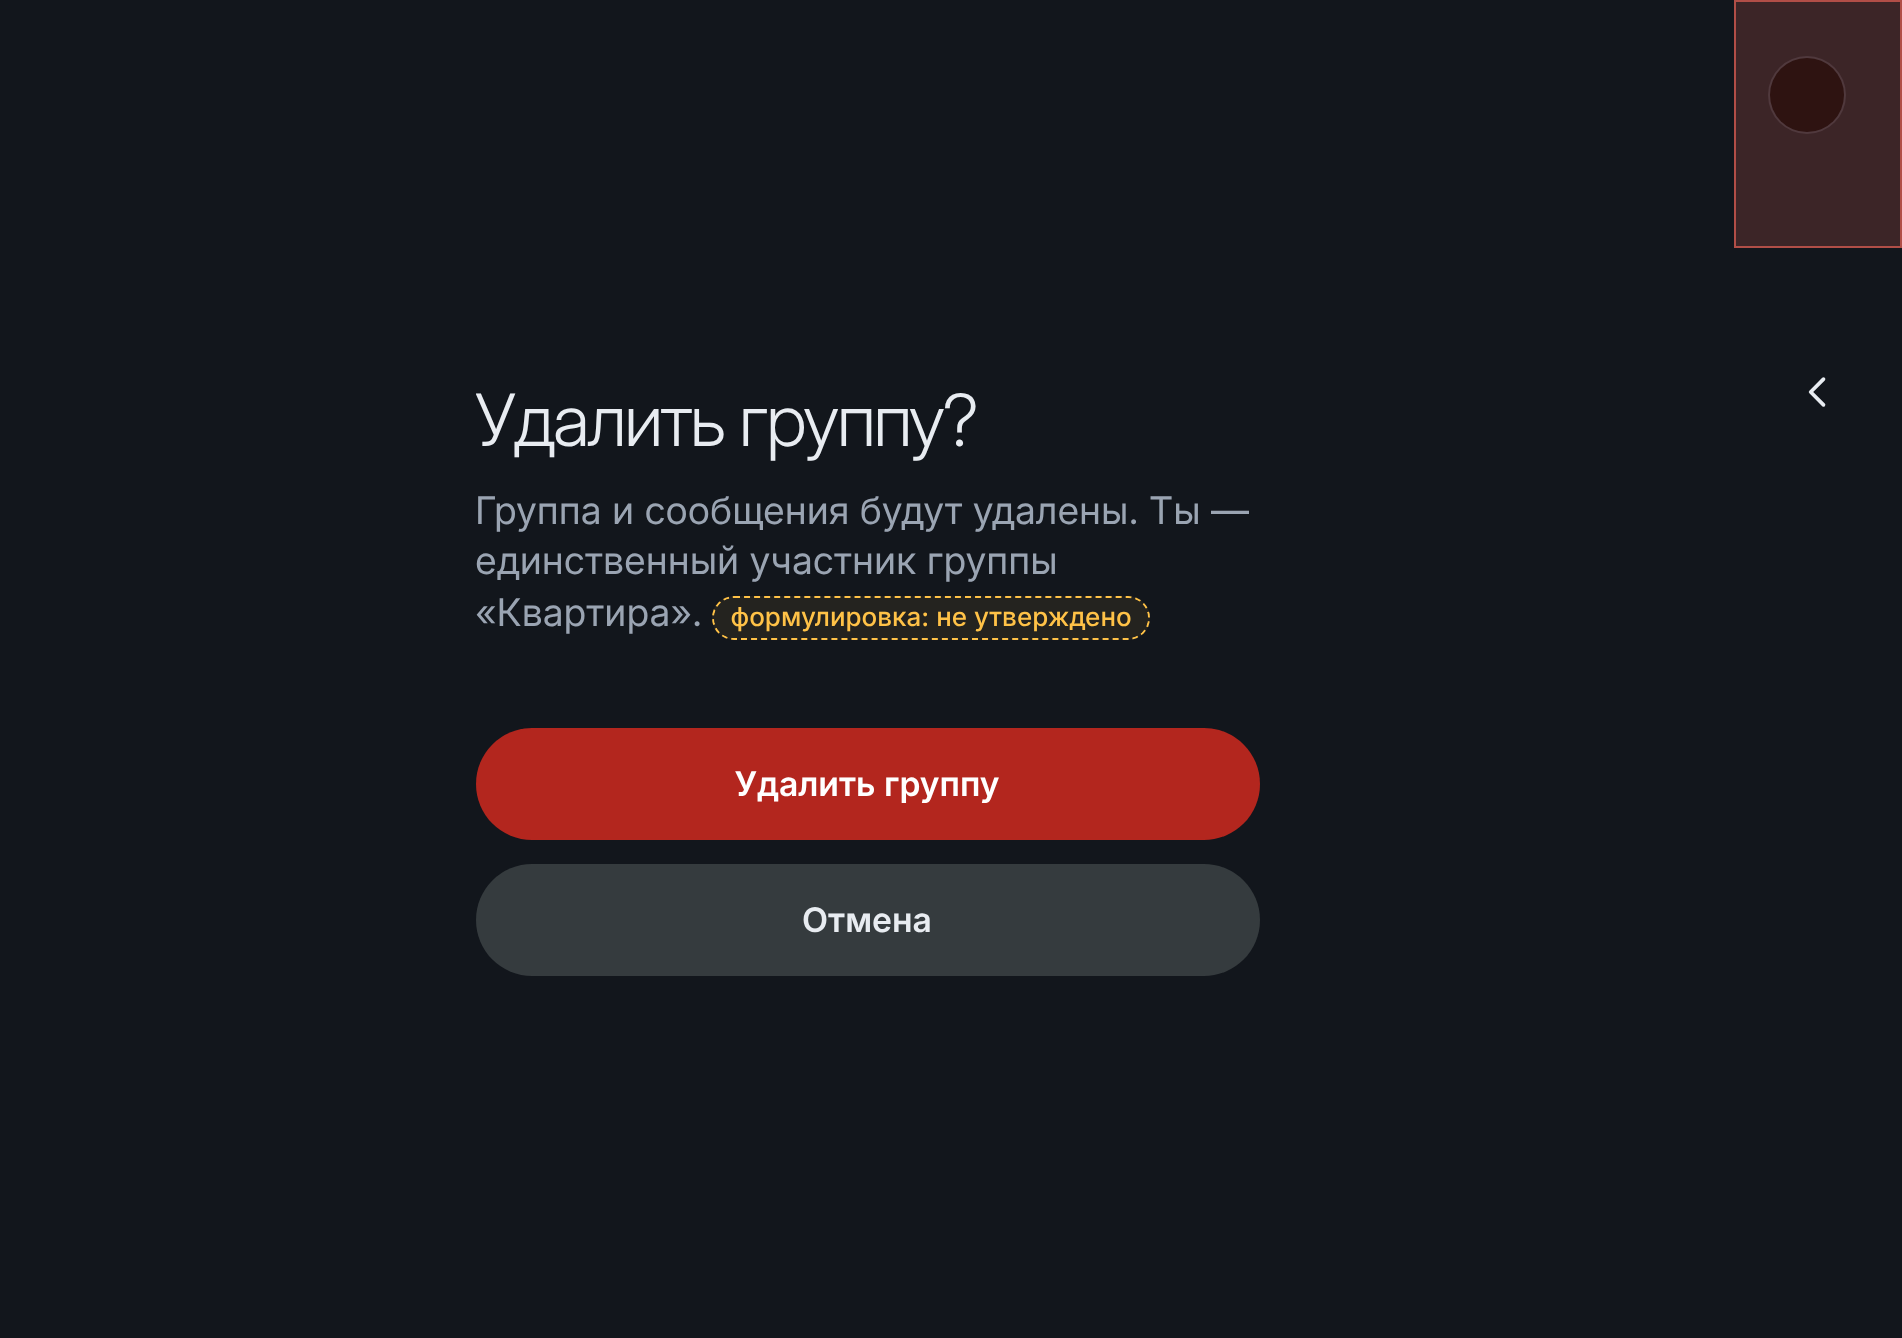 Удалить группу?
Группа и сообщения будут удалены. Ты —
единственный участник группы
«Квартира». формулировка: не утверждено
Удалить группу
Отмена